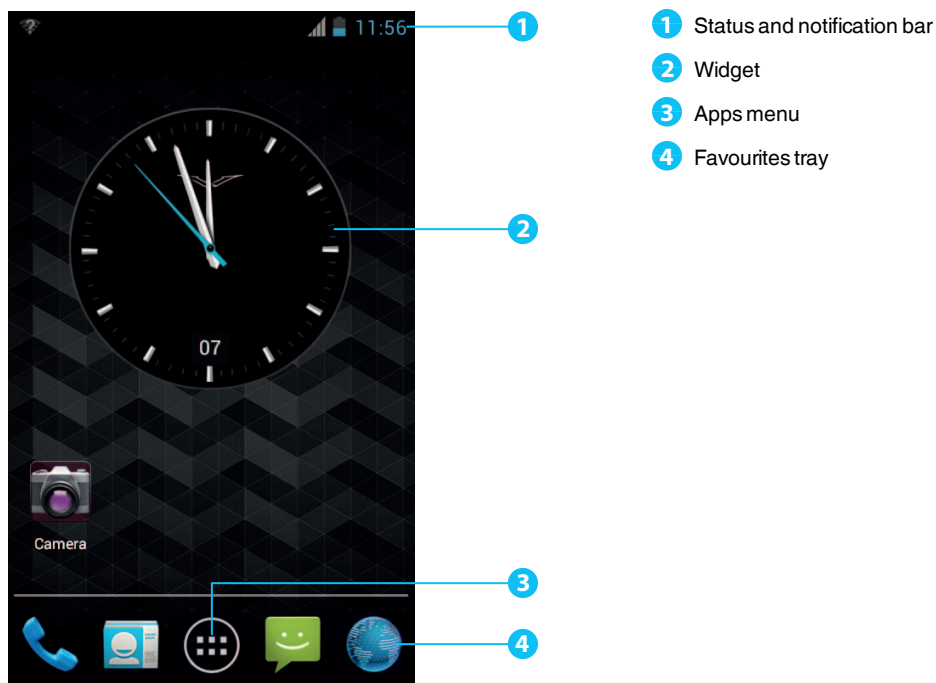 11:56
1
1 Status and notification bar
2 Widget
3 Apps menu
4 Favourites tray
2
07
Camera
3
4